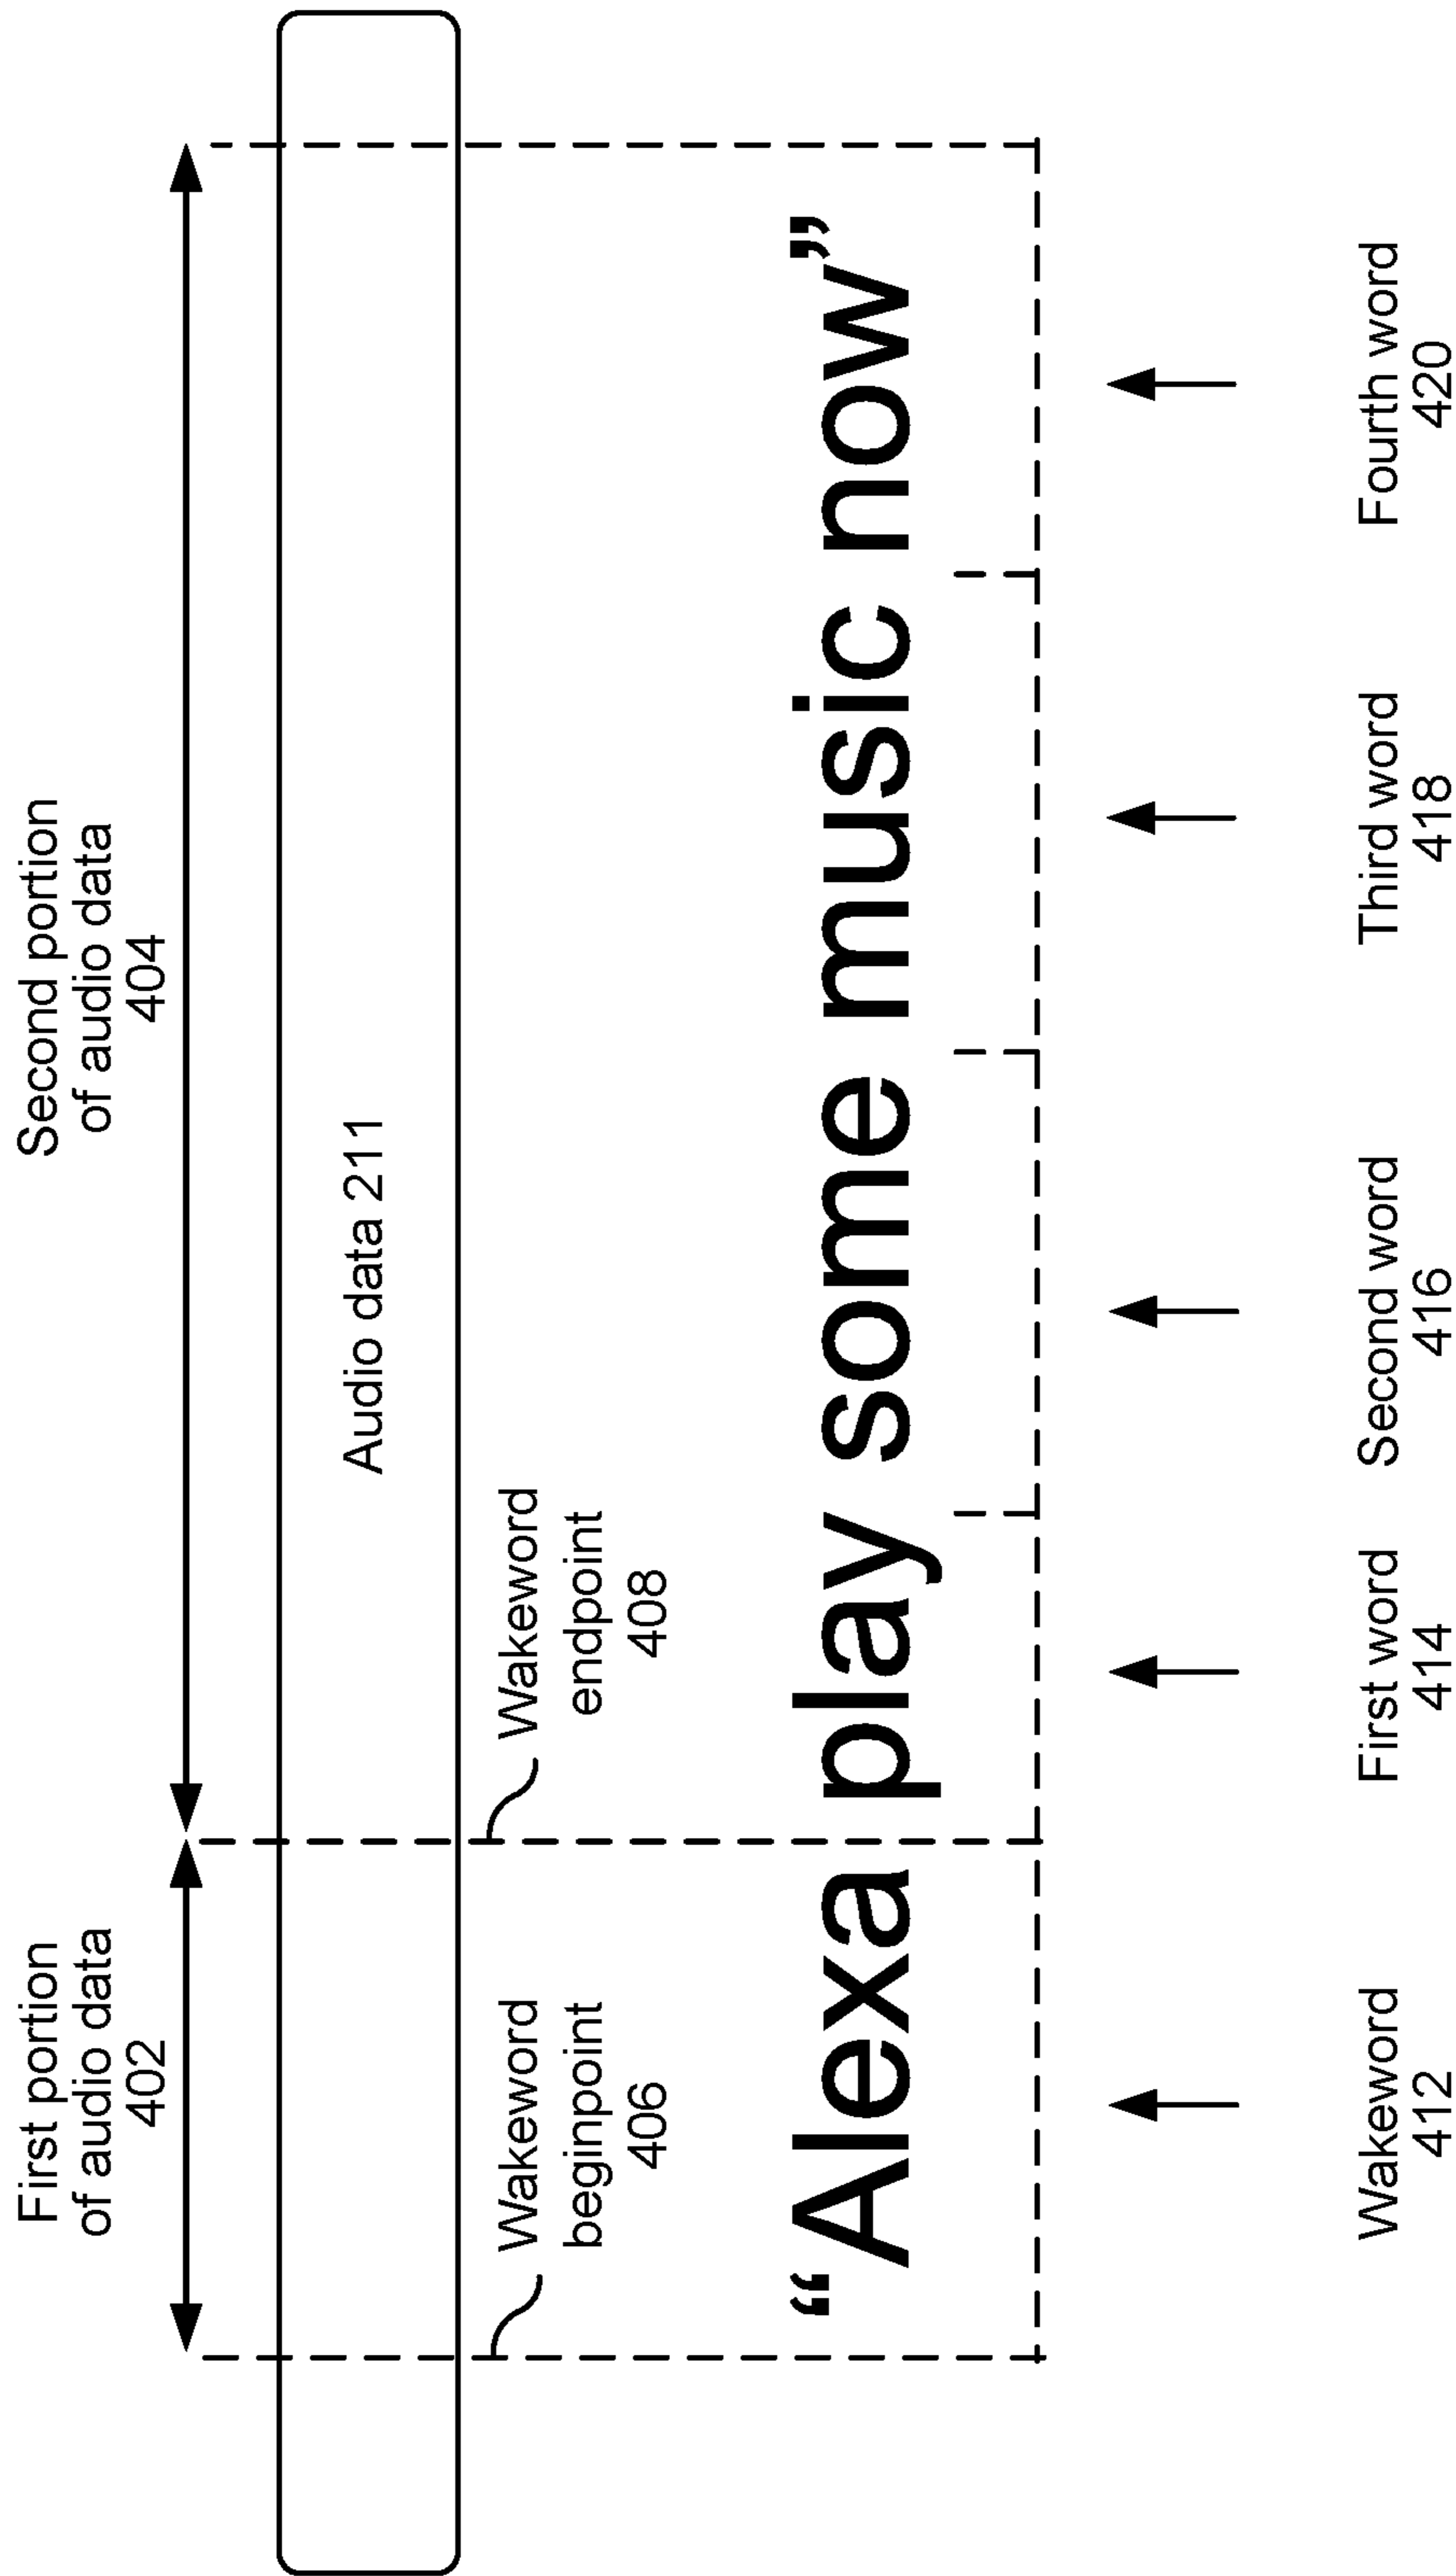 First portion
of audio data
402
Second portion
of audio data
404
Audio data 211
Wakeword
beginpoint
406
Wakeword
endpoint
408
“Alexa play some music now”
Wakeword
412
First word
414
Second word
416
Third word
418
Fourth word
420